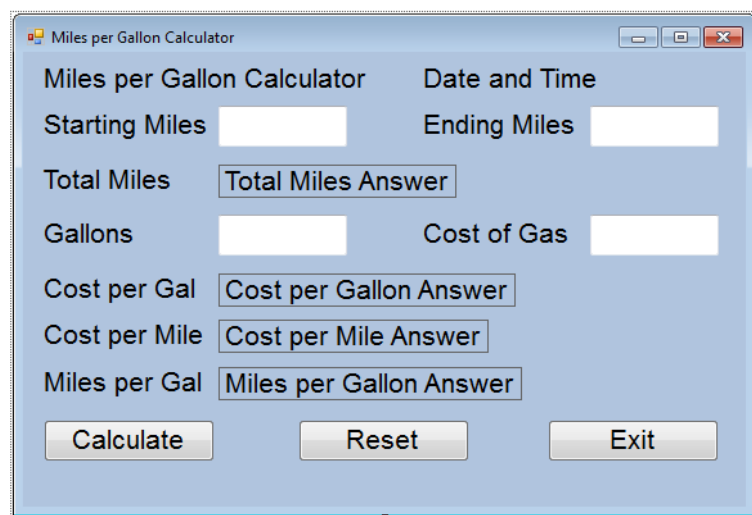 Miles per Gallon Calculator
Miles per Gallon Calculator Date and Time
Starting Miles Ending Miles
Total Miles Total Miles Answer
Gallons Cost of Gas
Cost per Gal Cost per Gallon Answer
Cost per Mile Cost per Mile Answer
Miles per Gal Miles per Gallon Answer
Calculate Reset Exit